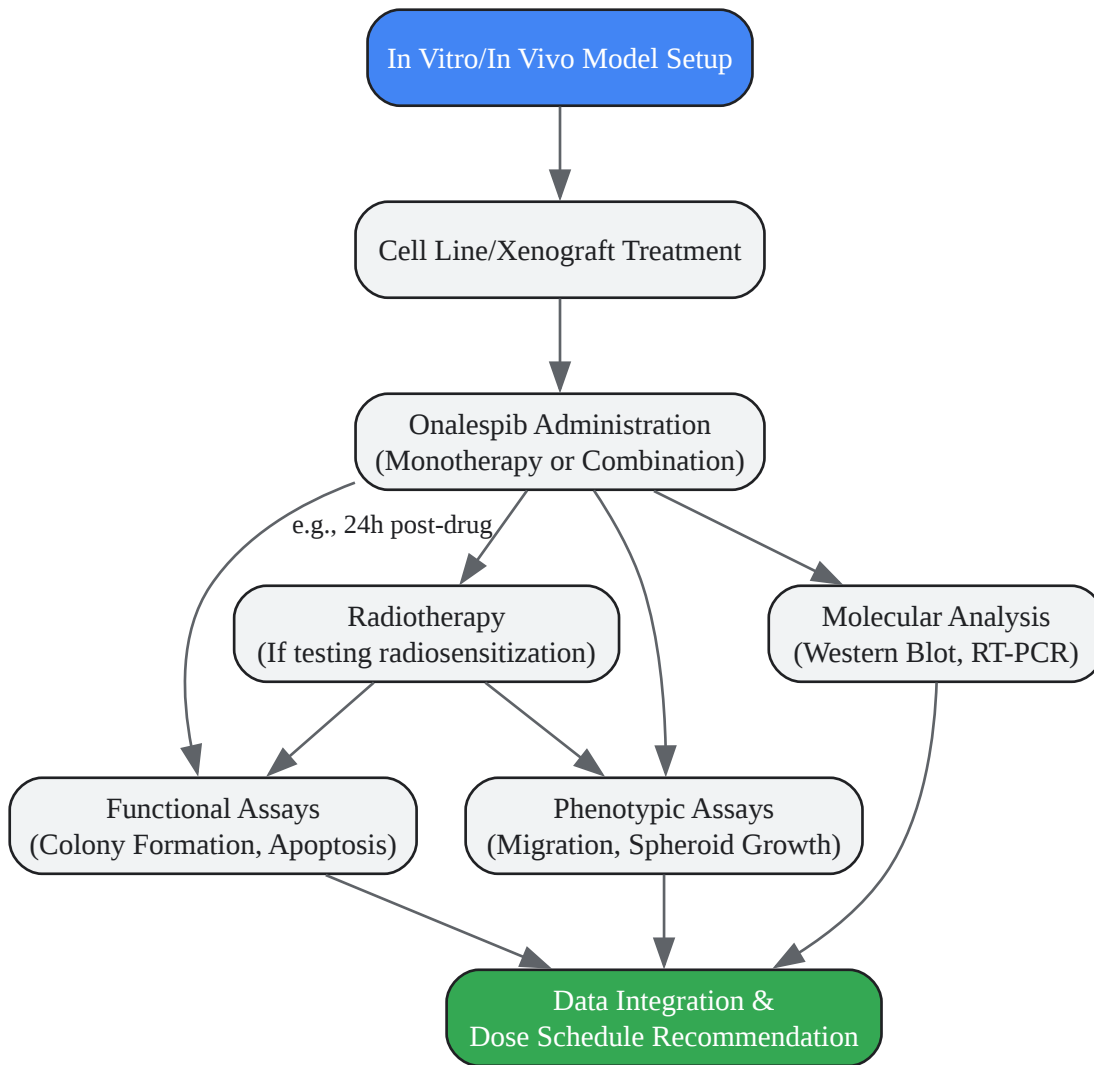 In Vitro/In Vivo Model Setup
Cell Line/Xenograft Treatment
Onalespib Administration
(Monotherapy or Combination)
e.g., 24h post-drug
Radiotherapy
(If testing radiosensitization)
Molecular Analysis
(Western Blot, RT-PCR)
Functional Assays
(Colony Formation, Apoptosis)
Phenotypic Assays
(Migration, Spheroid Growth)
Data Integration &
Dose Schedule Recommendation